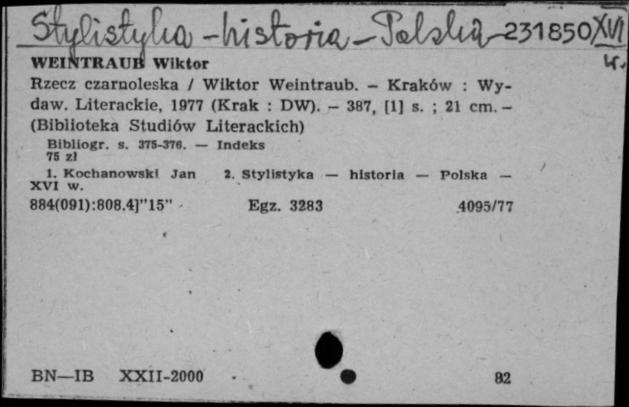 Stylistyka - historia - Polska 231850 XVI w.
WEINTRAUB Wiktor
Rzecz czarnoleska / Wiktor Weintraub. — Kraków : Wy-
daw. Literackie, 1977 (Krak : DW). — 387, [1] s. ; 21 cm. —
(Biblioteka Studiów Literackich)
Bibliogr. s. 375-376. — Indeks
75 zł
1. Kochanowski Jan 2. Stylistyka — historia — Polska —
XVI w.
884(091):808.4]"15" Egz. 3283 4095/77
BN—IB XXII-2000 82